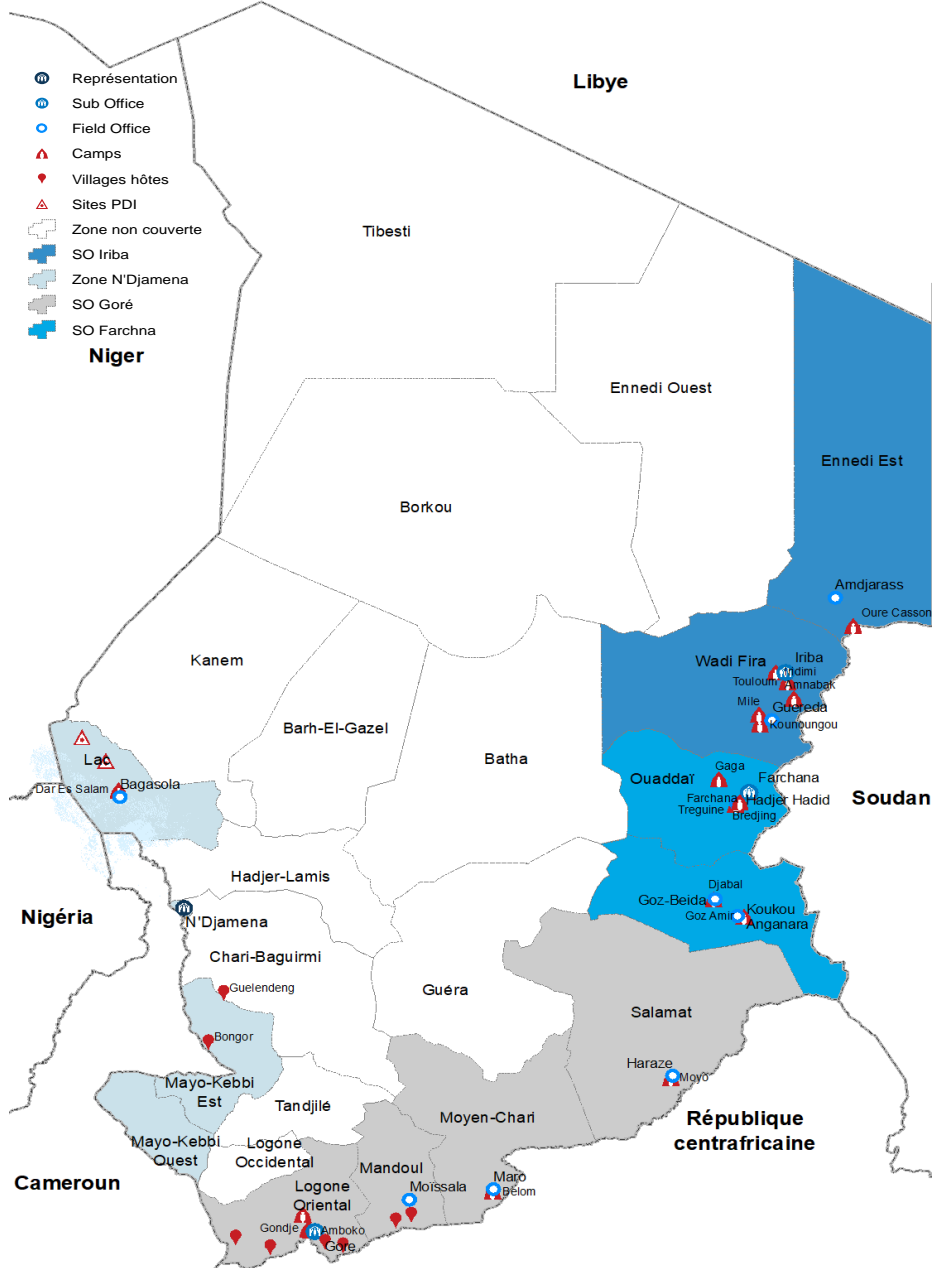 Libye
Représentation
Sub Office
Field Office
Camps
Villages hôtes
Sites PDI
Zone non couverte
SO Iriba
Zone N'Djamena
SO Goré
SO Farchna
Niger
Tibesti
Ennedi Ouest
Ennedi Est
Borkou
Amdjarass
Oure Casson
Kanem
Wadi Fira
Iriba
Iridimi
Touloum
Amnabak
Mile
Guereda
Kounoungou
Barh-El-Gazel
Batha
Lac
Ouaddaï
Gaga
Farchana
Dar Es Salam
Bagasola
Farchana
Hadjer Hadid
Treguine
Bredjing
Soudan
Hadjer-Lamis
Djabal
Goz-Beida
Goz Amir
Koukou
Anganara
Nigéria
N'Djamena
Chari-Baguirmi
Guelendeng
Guéra
Salamat
Bongor
Haraze
Moyo
Mayo-Kebbi
Est
Tandjilé
Moyen-Chari
République
centrafricaine
Mayo-Kebbi
Ouest
Logone
Occidental
Mandoul
Cameroun
Logone
Oriental
Moïssala
Maro
Belom
Gondje
Amboko
Gore